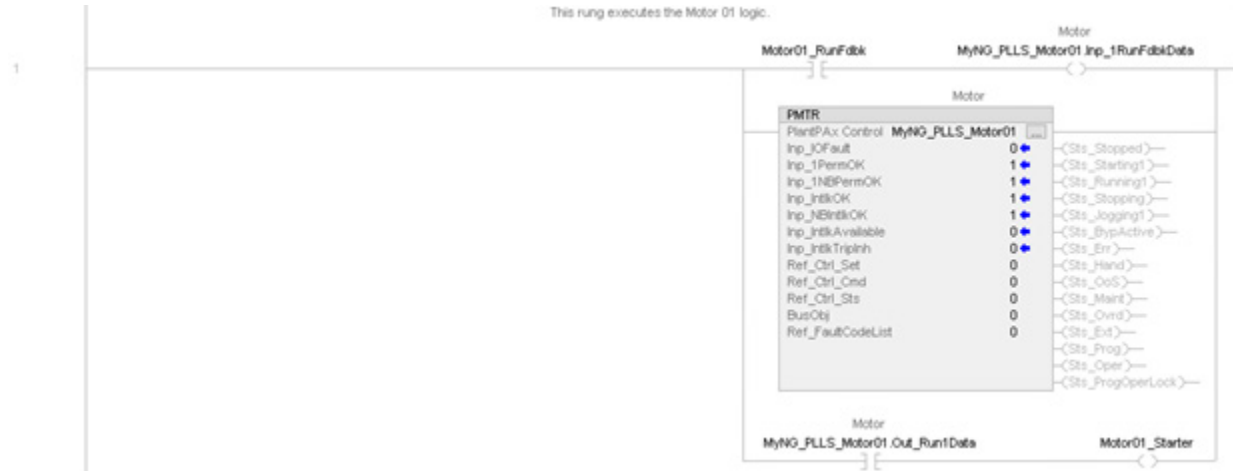 This rung executes the Motor 01 logic.
Motor
Motor01_RunFdbk MyNG_PLLS_Motor01.Inp_1RunFdbkData
1
Motor
PMTR
PlantPAx Control MyNG_PLLS_Motor01 ...
Inp_IOFault 0 (Sts_Stopped)
Inp_1PermOK 1 (Sts_Starting1)
Inp_1NBPermOK 1 (Sts_Running1)
Inp_IntlkOK 1 (Sts_Stopping)
Inp_NBIntlkOK 1 (Sts_Jogging1)
Inp_IntlkAvailable 0 (Sts_BypActive)
Inp_IntlkTripInh 0 (Sts_Err)
Ref_Ctrl_Set 0 (Sts_Hand)
Ref_Ctrl_Cmd 0 (Sts_OoS)
Ref_Ctrl_Sts 0 (Sts_Maint)
BusObj 0 (Sts_Ovrd)
Ref_FaultCodeList 0 (Sts_Ext)
(Sts_Prog)
(Sts_Oper)
(Sts_ProgOperLock)
Motor
MyNG_PLLS_Motor01.Out_Run1Data Motor01_Starter